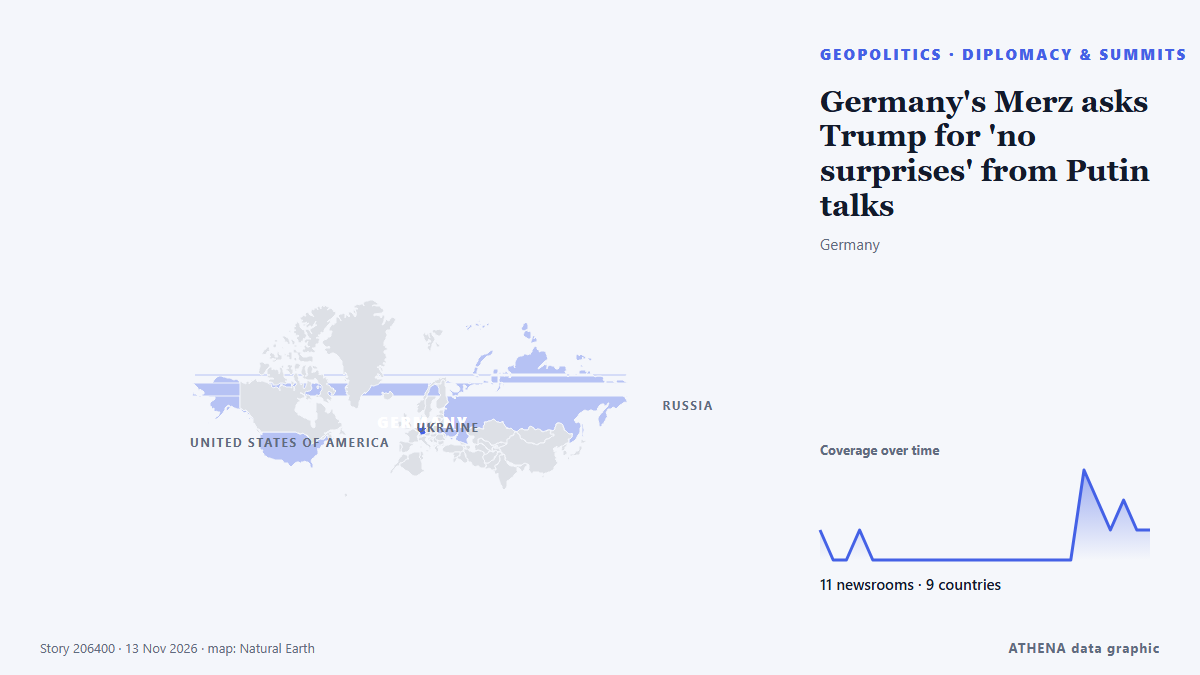 GEOPOLITICS · DIPLOMACY & SUMMITS
Germany's Merz asks
Trump for 'no
surprises' from Putin
talks
Germany
RUSSIA
GERMANY
UKRAINE
UNITED STATES OF AMERICA
Coverage over time
11 newsrooms · 9 countries
Story 206400 · 13 Nov 2026 · map: Natural Earth
ATHENA data graphic